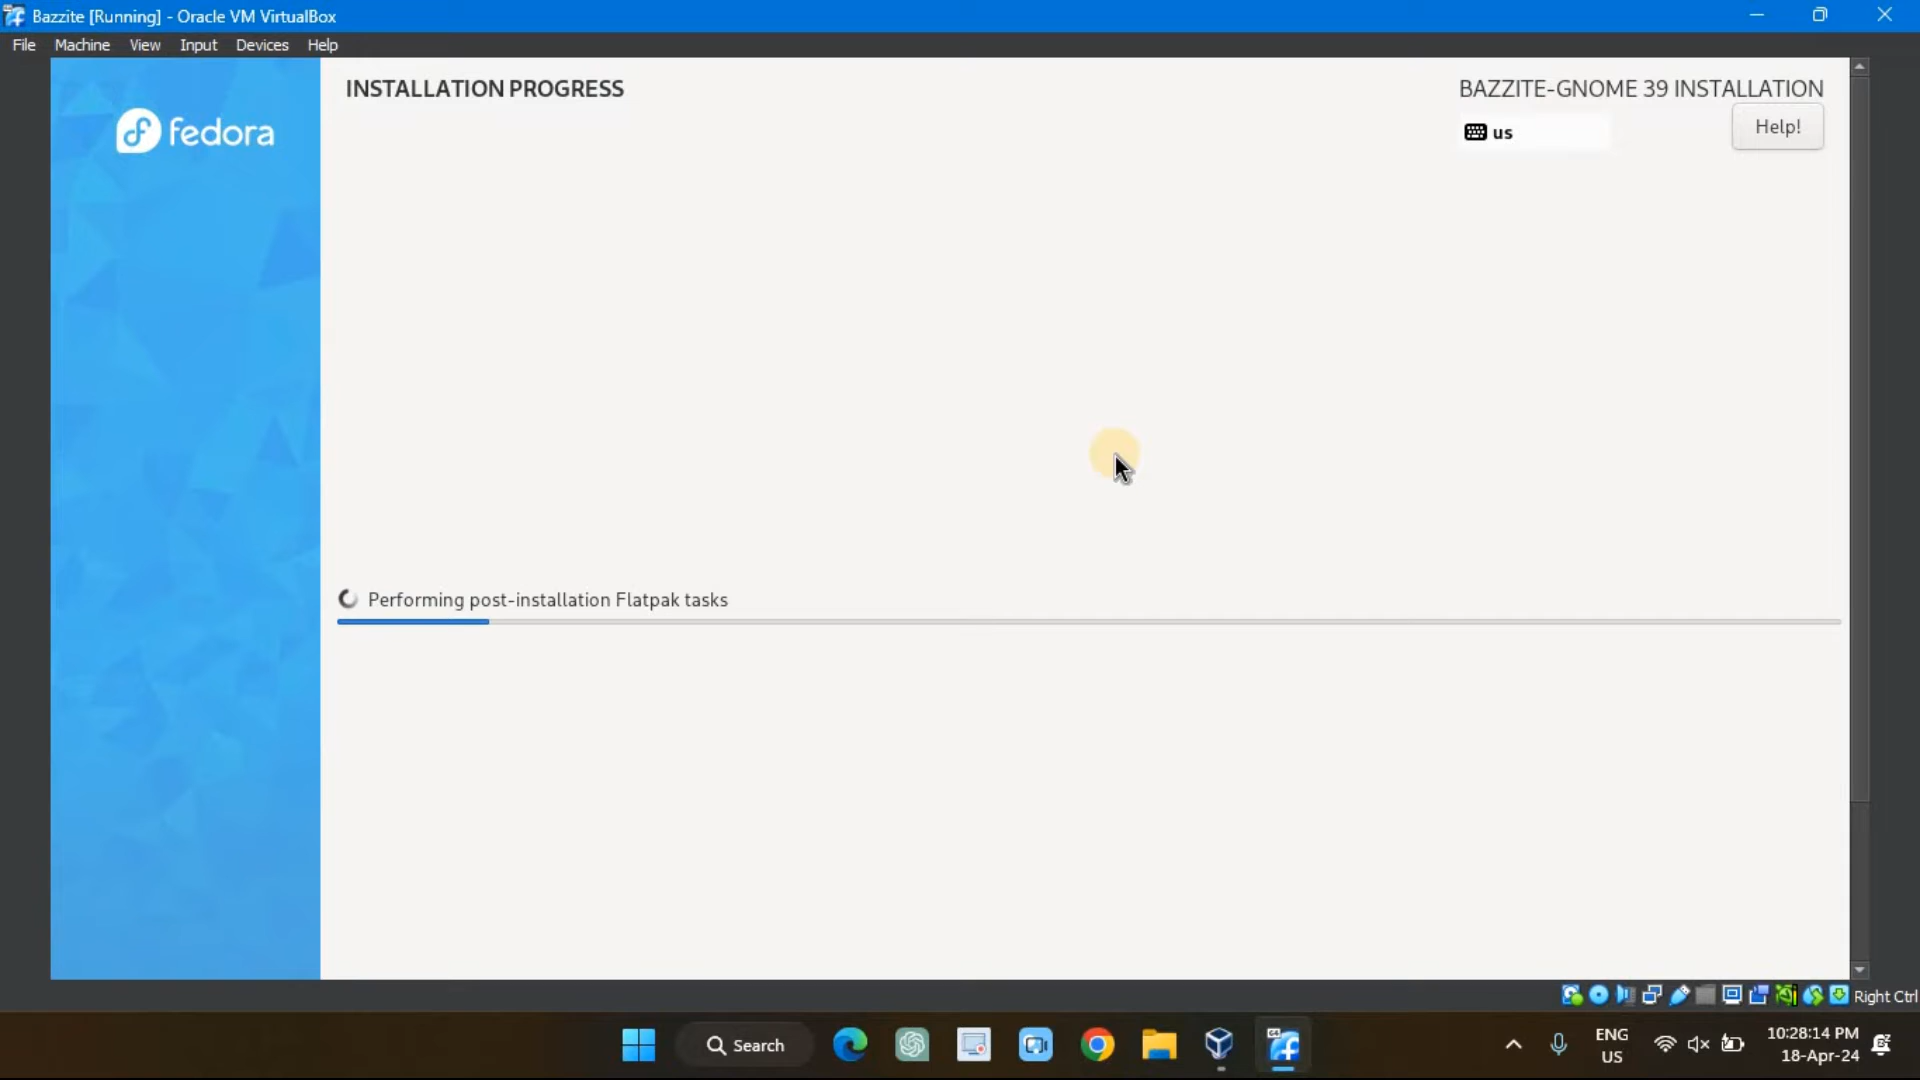 Bazzite [Running] - Oracle VM VirtualBox
File Machine View Input Devices Help
fedora
INSTALLATION PROGRESS
BAZZITE-GNOME 39 INSTALLATION
us
Help!
Performing post-installation Flatpak tasks
Right Ctrl
Search
ENG
US
10:28:14 PM
18-Apr-24